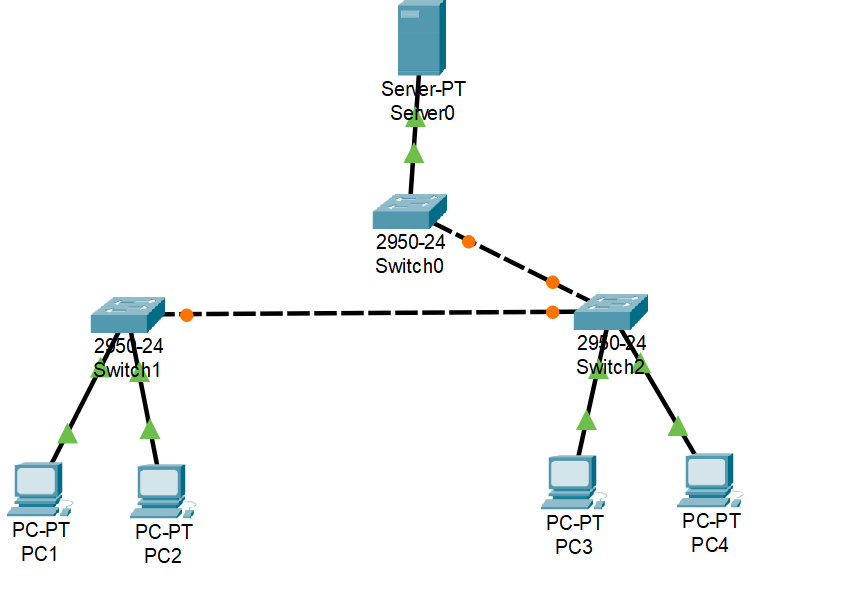 Server-PT
Server0
2950-24
Switch0
2950-24
Switch1
2950-24
Switch2
PC-PT
PC1
PC-PT
PC2
PC-PT
PC3
PC-PT
PC4